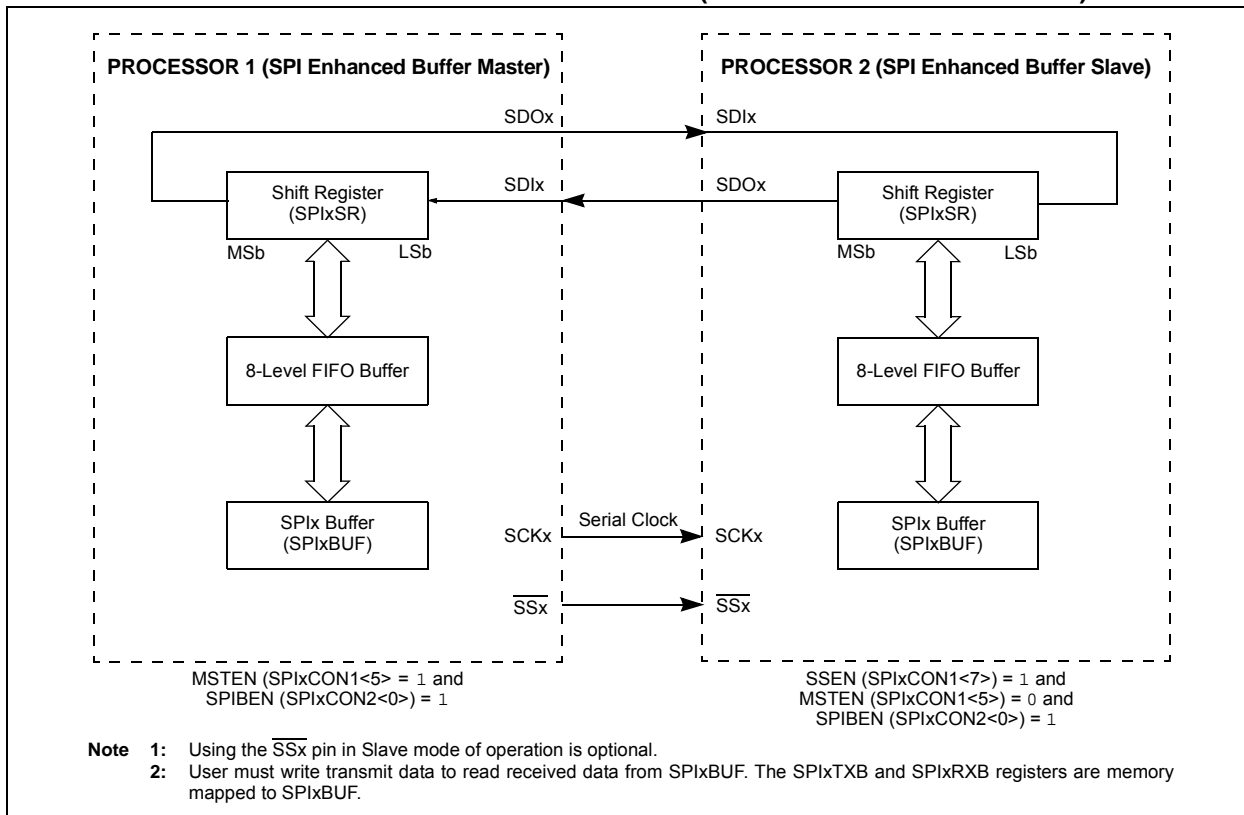 PROCESSOR 1 (SPI Enhanced Buffer Master)
PROCESSOR 2 (SPI Enhanced Buffer Slave)
SDOx
SDIx
SDIx
SDOx
Shift Register
(SPIxSR)
Shift Register
(SPIxSR)
MSb
LSb
MSb
LSb
8-Level FIFO Buffer
8-Level FIFO Buffer
SPIx Buffer
(SPIxBUF)
SPIx Buffer
(SPIxBUF)
SCKx
Serial Clock
SCKx
SSx
SSx
MSTEN (SPIxCON1<5> = 1 and
SPIBEN (SPIxCON2<0>) = 1
SSEN (SPIxCON1<7>) = 1 and
MSTEN (SPIxCON1<5>) = 0 and
SPIBEN (SPIxCON2<0>) = 1
Note 1: Using the SSx pin in Slave mode of operation is optional.
2: User must write transmit data to read received data from SPIxBUF. The SPIxTXB and SPIxRXB registers are memory
mapped to SPIxBUF.